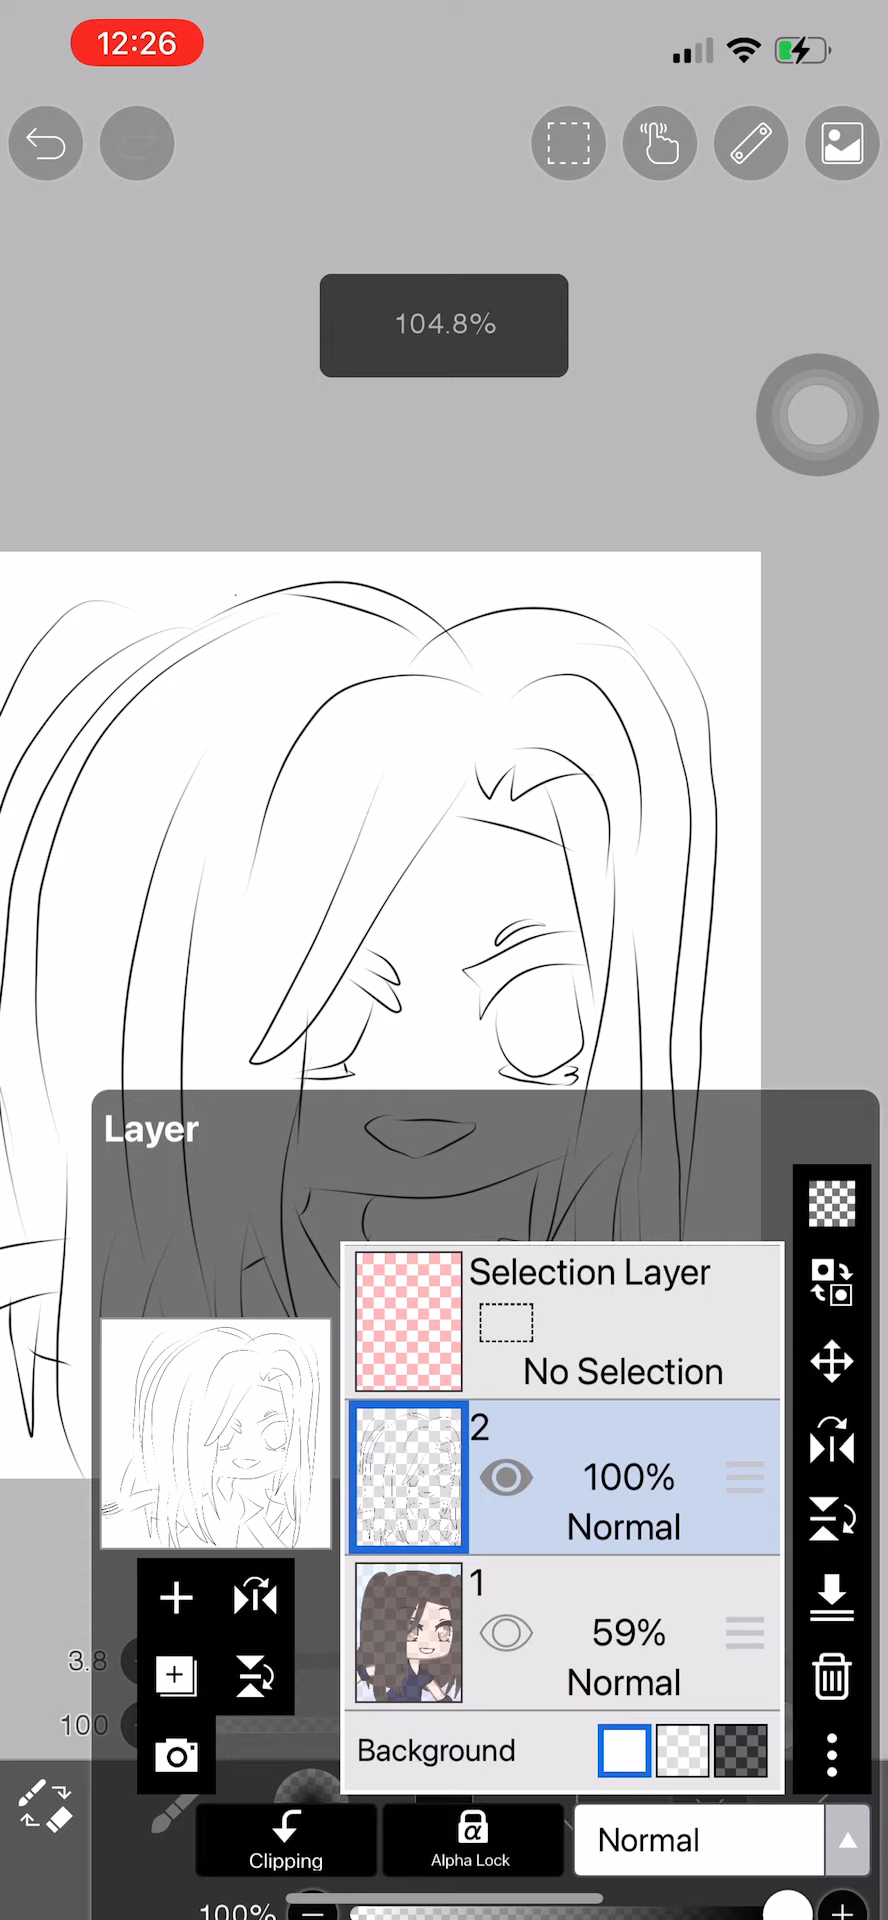 12:26
104.8%
Layer
Selection Layer
No Selection
2
100%
Normal
1
59%
Normal
3.8
100
Background
Clipping
α
Alpha Lock
Normal
100%